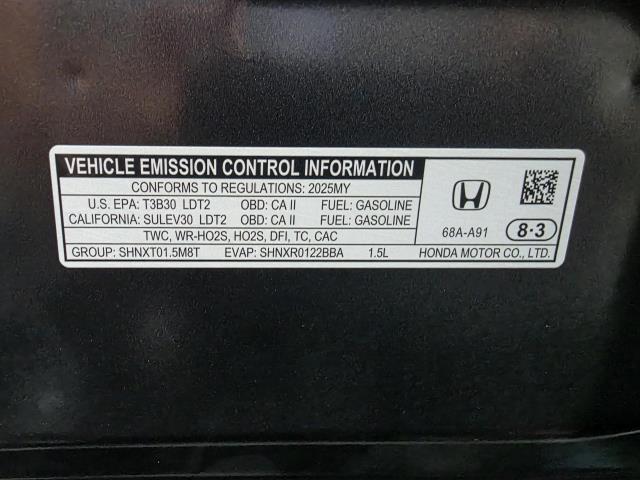 VEHICLE EMISSION CONTROL INFORMATION
CONFORMS TO REGULATIONS: 2025MY
U.S. EPA: T3B30 LDT2 OBD: CA II FUEL: GASOLINE
CALIFORNIA: SULEV30 LDT2 OBD: CA II FUEL: GASOLINE
TWC, WR-HO2S, HO2S, DFI, TC, CAC
GROUP: SHNXT01.5M8T EVAP: SHNXR0122BBA 1.5L
68A-A91 8·3
HONDA MOTOR CO., LTD.